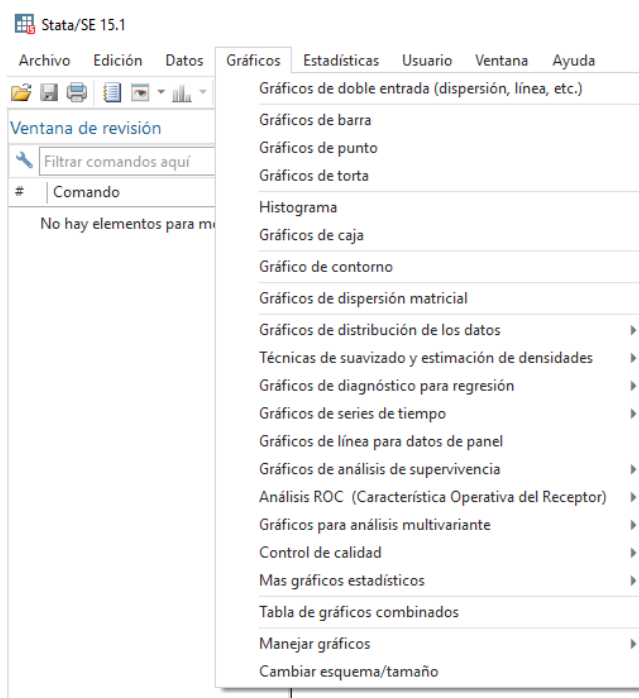 Stata/SE 15.1
Archivo Edición Datos Gráficos Estadísticas Usuario Ventana Ayuda
Gráficos de doble entrada (dispersión, línea, etc.)
Ventana de revisión
Gráficos de barra
Gráficos de punto
Filtrar comandos aquí
Gráficos de torta
# Comando
Histograma
No hay elementos para
Gráficos de caja
Gráfico de contorno
Gráficos de dispersión matricial
Gráficos de distribución de los datos
Técnicas de suavizado y estimación de densidades
Gráficos de diagnóstico para regresión
Gráficos de series de tiempo
Gráficos de línea para datos de panel
Gráficos de análisis de supervivencia
Análisis ROC (Característica Operativa del Receptor)
Gráficos para análisis multivariante
Control de calidad
Mas gráficos estadísticos
Tabla de gráficos combinados
Manejar gráficos
Cambiar esquema/tamaño